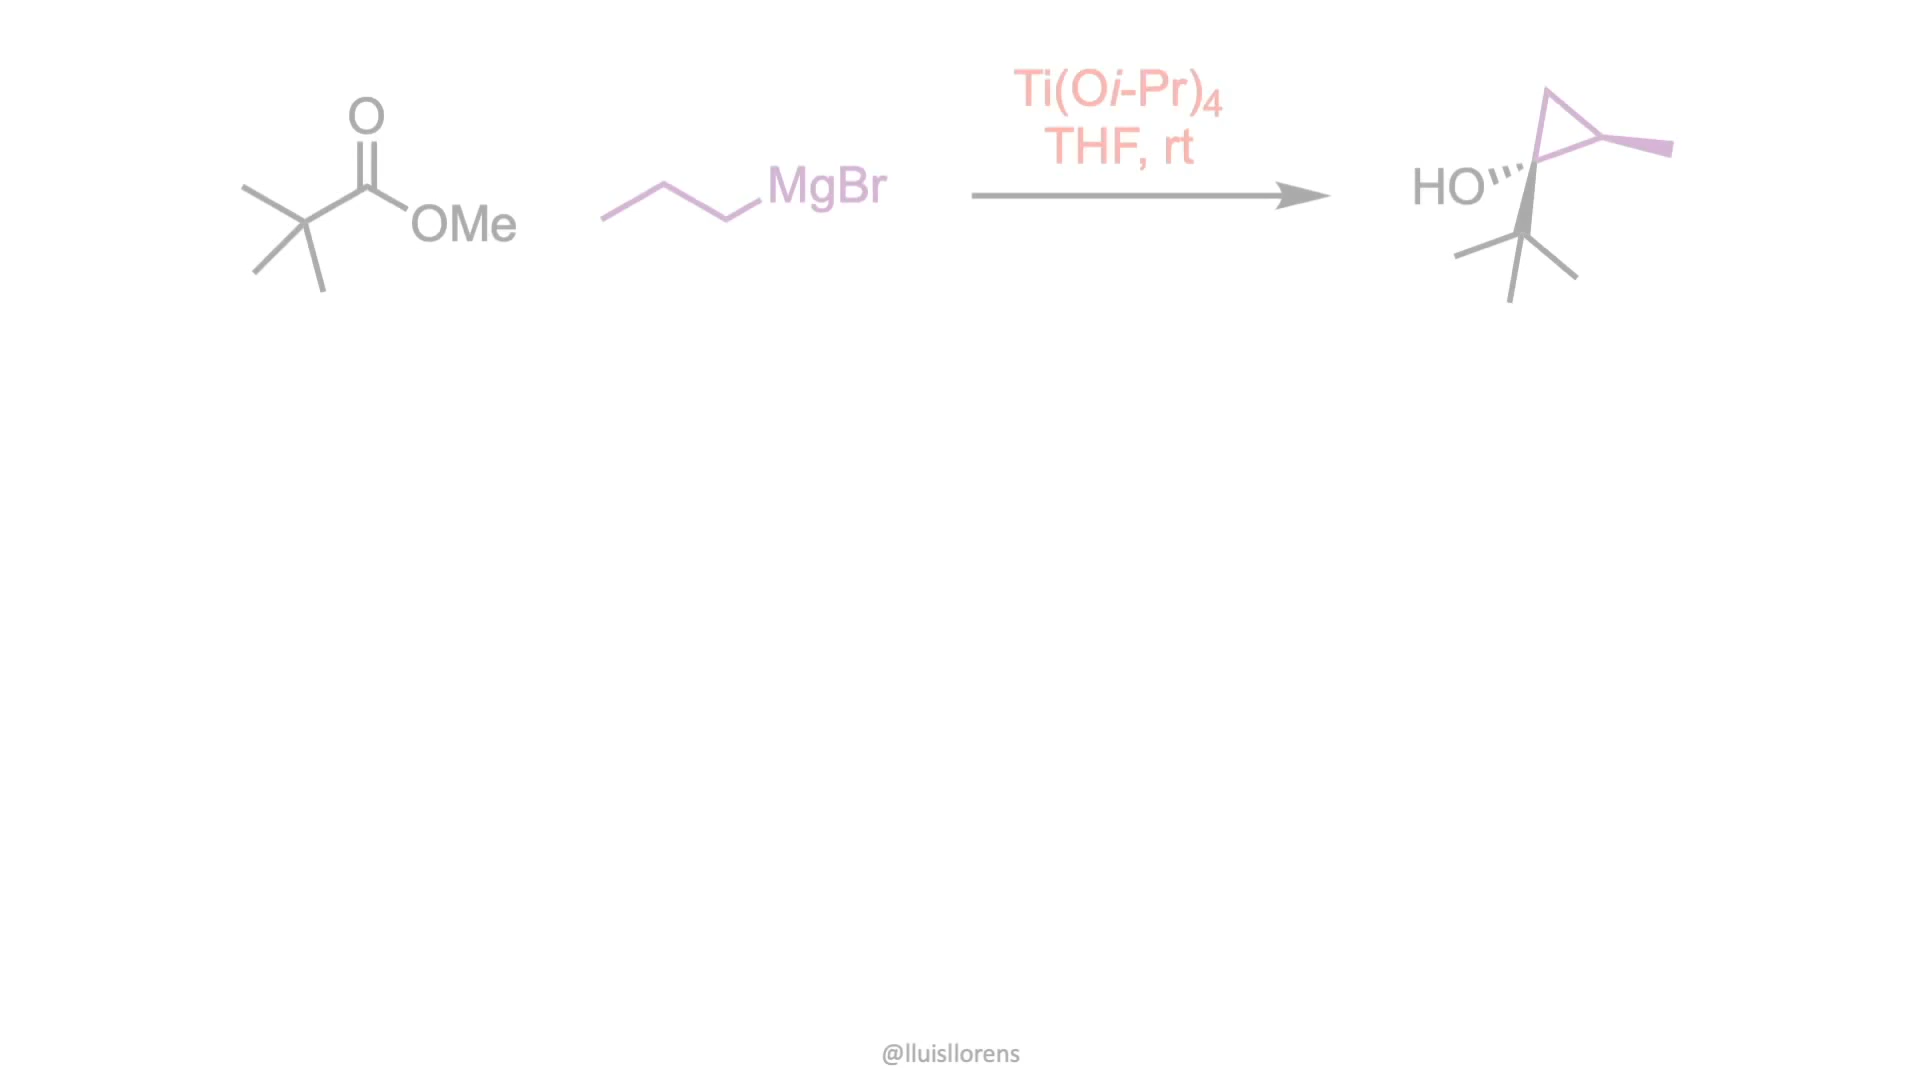 O
OMe
MgBr
Ti(Oi-Pr)4
THF, rt
HO
@lluisllorens